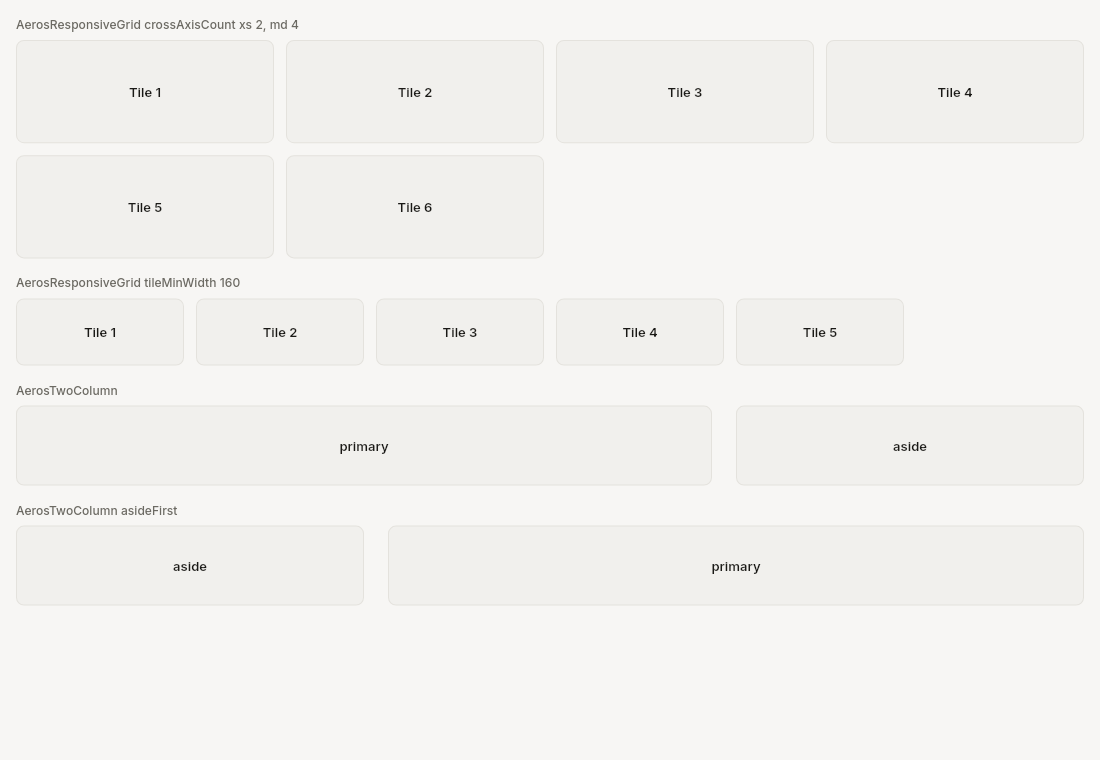 AerosResponsiveGrid crossAxisCount xs 2, md 4
Tile 1
Tile 2
Tile 3
Tile 4
Tile 5
Tile 6
AerosResponsiveGrid tileMinWidth 160
Tile 1
Tile 2
Tile 3
Tile 4
Tile 5
AerosTwoColumn
primary
aside
AerosTwoColumn asideFirst
aside
primary